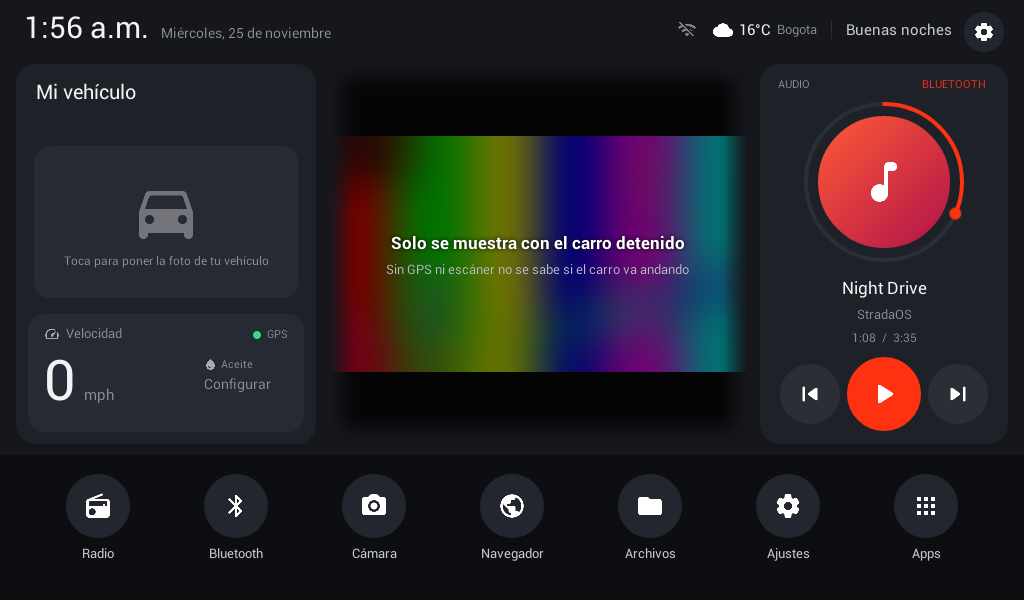 1:56 a.m.
Miércoles, 25 de noviembre
16°C Bogota
Buenas noches
Mi vehículo
Toca para poner la foto de tu vehículo
Velocidad
GPS
0 mph
Aceite
Configurar
Solo se muestra con el carro detenido
Sin GPS ni escáner no se sabe si el carro va andando
AUDIO
BLUETOOTH
Night Drive
StradaOS
1:08 / 3:35
Radio
Bluetooth
Cámara
Navegador
Archivos
Ajustes
Apps